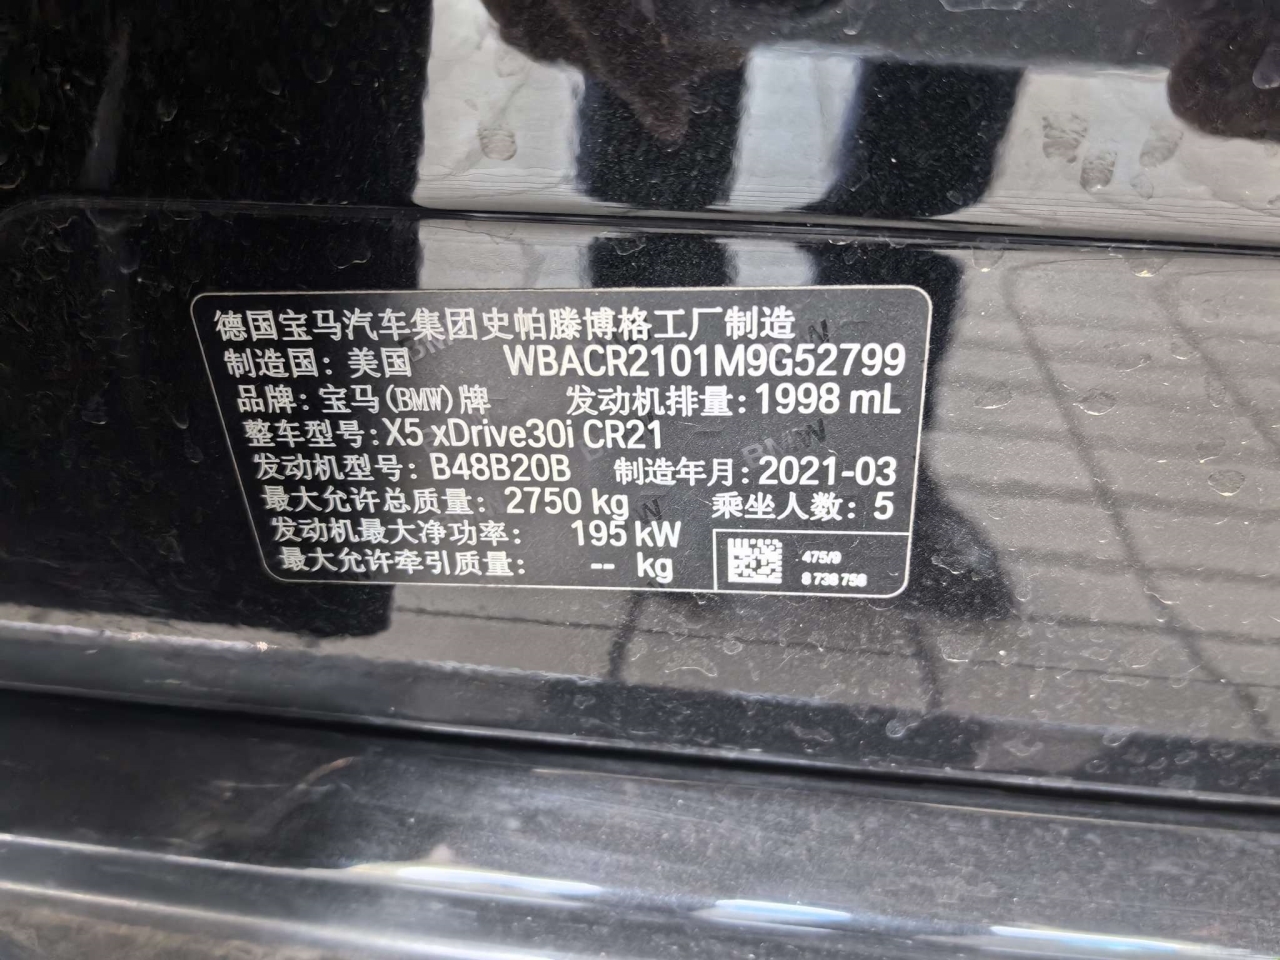 德国宝马汽车集团史帕滕博格工厂制造
制造国: 美国 WBACR2101M9G52799
品牌: 宝马(BMW)牌 发动机排量: 1998 mL
整车型号: X5 xDrive30i CR21
发动机型号: B48B20B 制造年月: 2021-03
最大允许总质量: 2750 kg 乘坐人数: 5
发动机最大净功率: 195 kW
最大允许牵引质量: -- kg
475/9
8 738 758